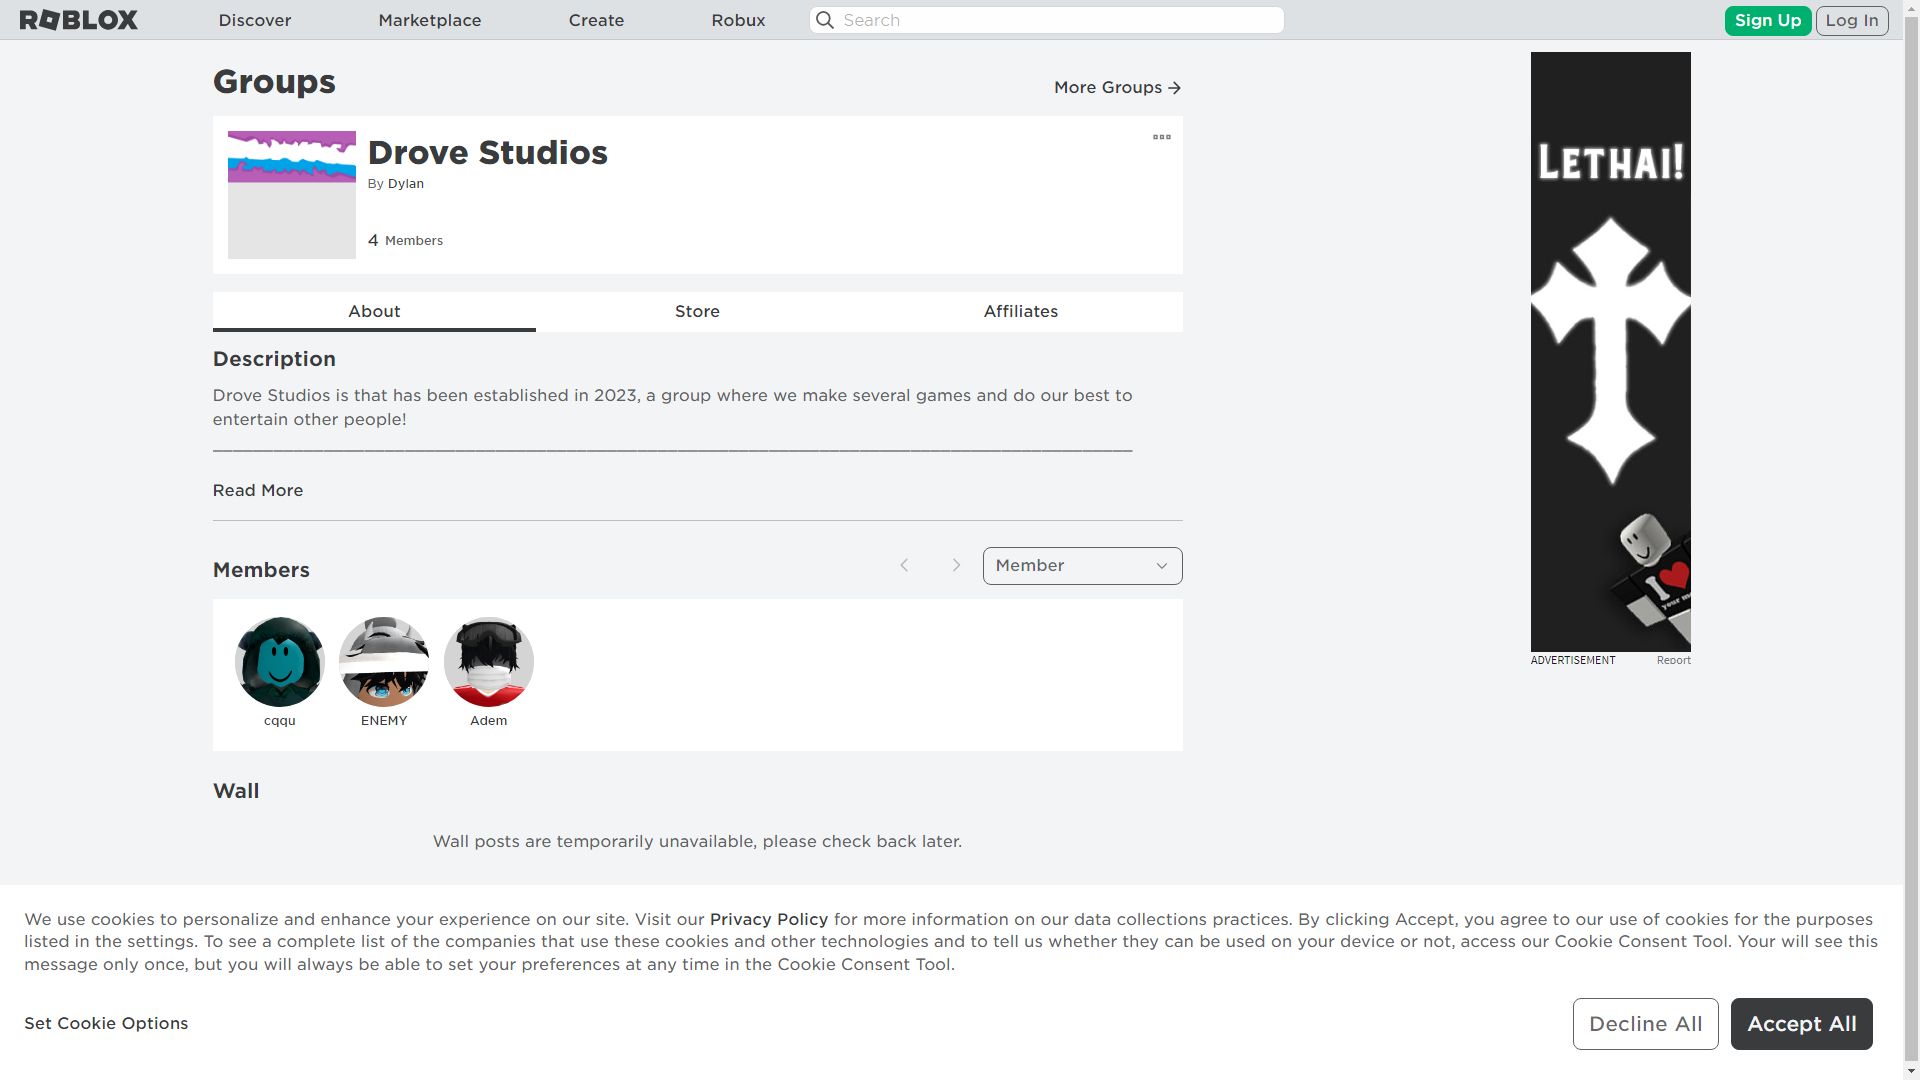 ROBLOX
Discover
Marketplace
Create
Robux
Search
Sign Up
Log In
Groups
More Groups
Drove Studios
By Dylan
4 Members
About
Store
Affiliates
Description
Drove Studios is that has been established in 2023, a group where we make several games and do our best to
entertain other people!
Read More
Members
Member
cqqu
ENEMY
Adem
Wall
Wall posts are temporarily unavailable, please check back later.
LETHAI!
I
your
ADVERTISEMENT
Report
We use cookies to personalize and enhance your experience on our site. Visit our Privacy Policy for more information on our data collections practices. By clicking Accept, you agree to our use of cookies for the purposes
listed in the settings. To see a complete list of the companies that use these cookies and other technologies and to tell us whether they can be used on your device or not, access our Cookie Consent Tool. Your will see this
message only once, but you will always be able to set your preferences at any time in the Cookie Consent Tool.
Set Cookie Options
Decline All
Accept All